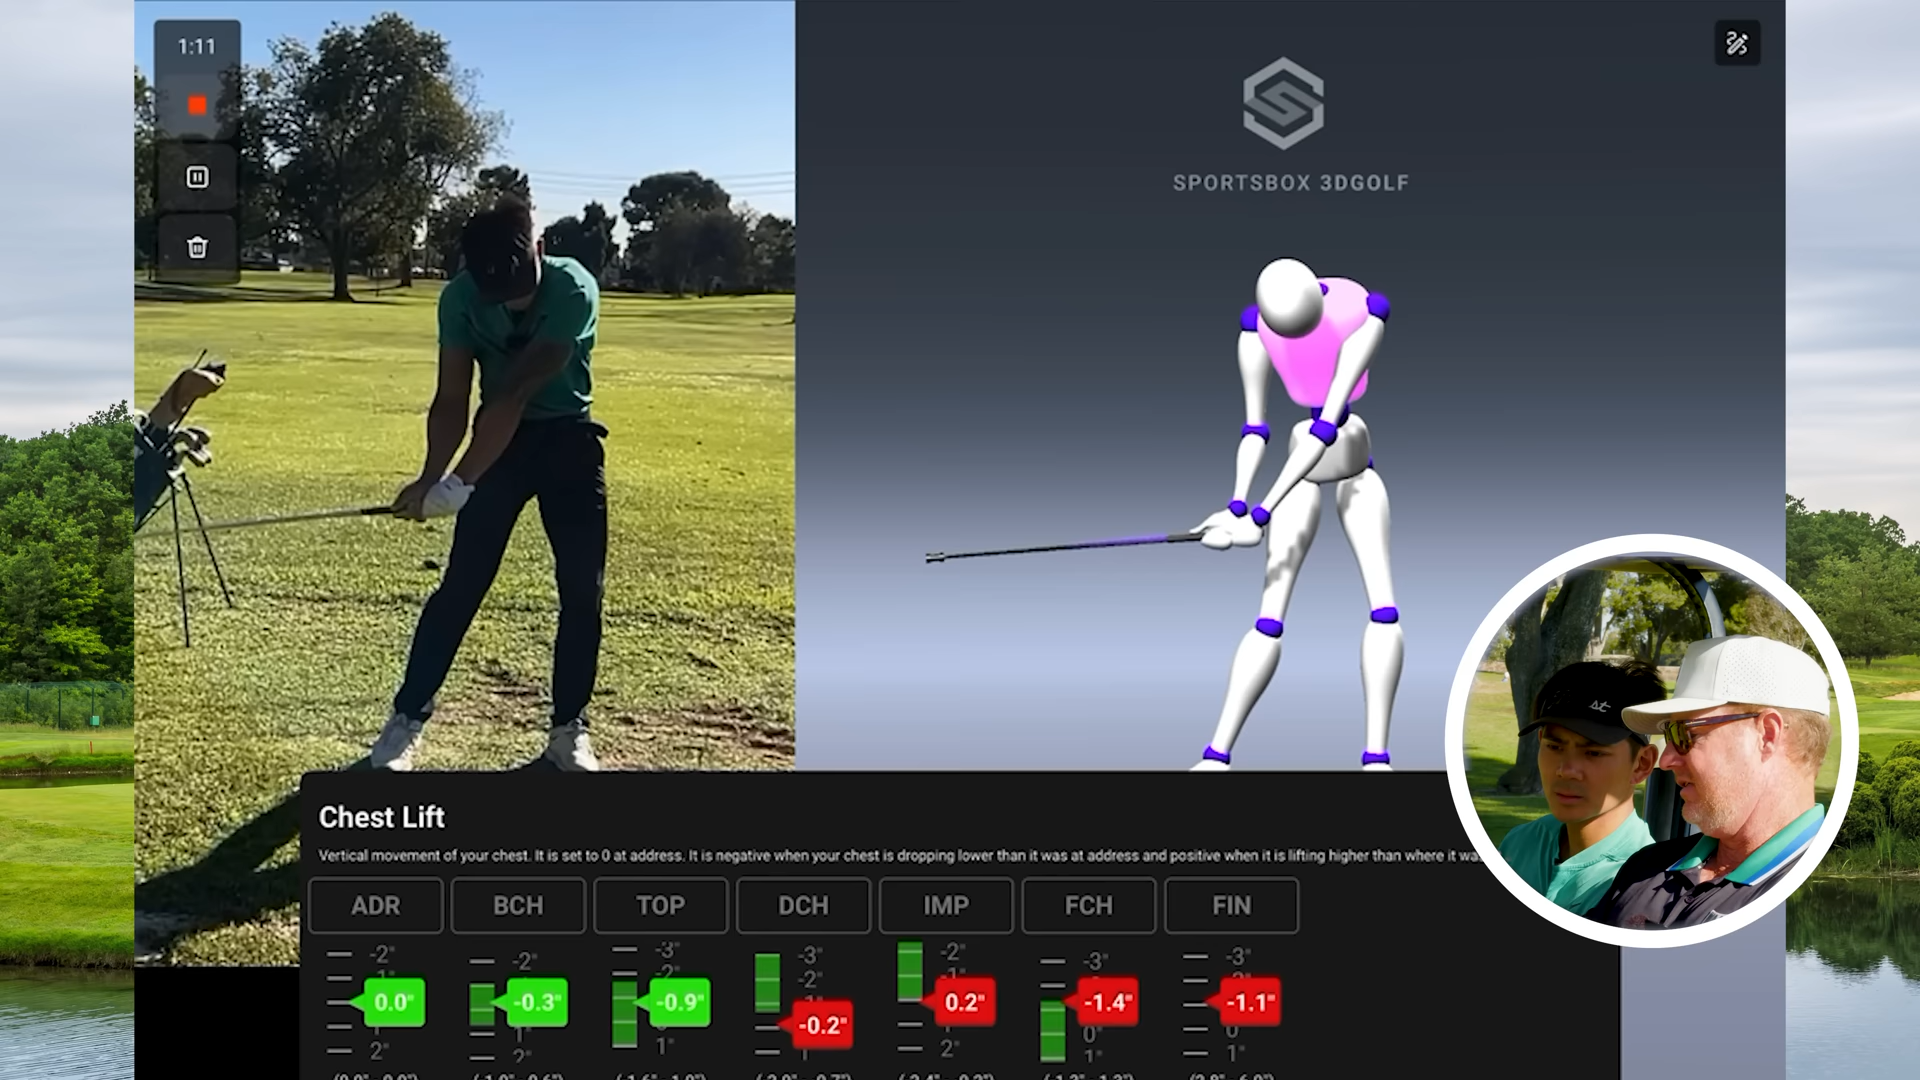 1:11
SPORTSBOX 3DGOLF
st
Chest Lift
Vertical movement of your chest. It is set to 0 at address. It is negative when your chest is dropping lower than it was at address and positive when it is lifting higher than where it
ADR BCH TOP DCH IMP FCH FIN
-2" -2" -3" -3" -2" -3" -3"
-2" -2" -1"
0.0" -0.3" -0.9" -0.2" 0.2" -1.4" -1.1"
2" 2" 1" 2" 0" 1" 1"